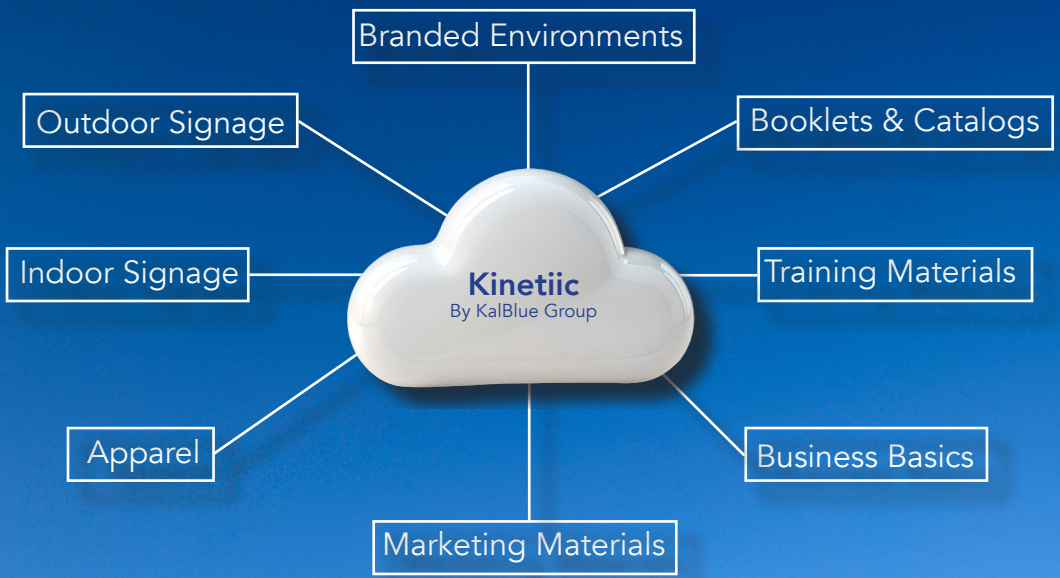 Branded Environments
Outdoor Signage
Booklets & Catalogs
Indoor Signage
Kinetiic
By KalBlue Group
Training Materials
Apparel
Business Basics
Marketing Materials